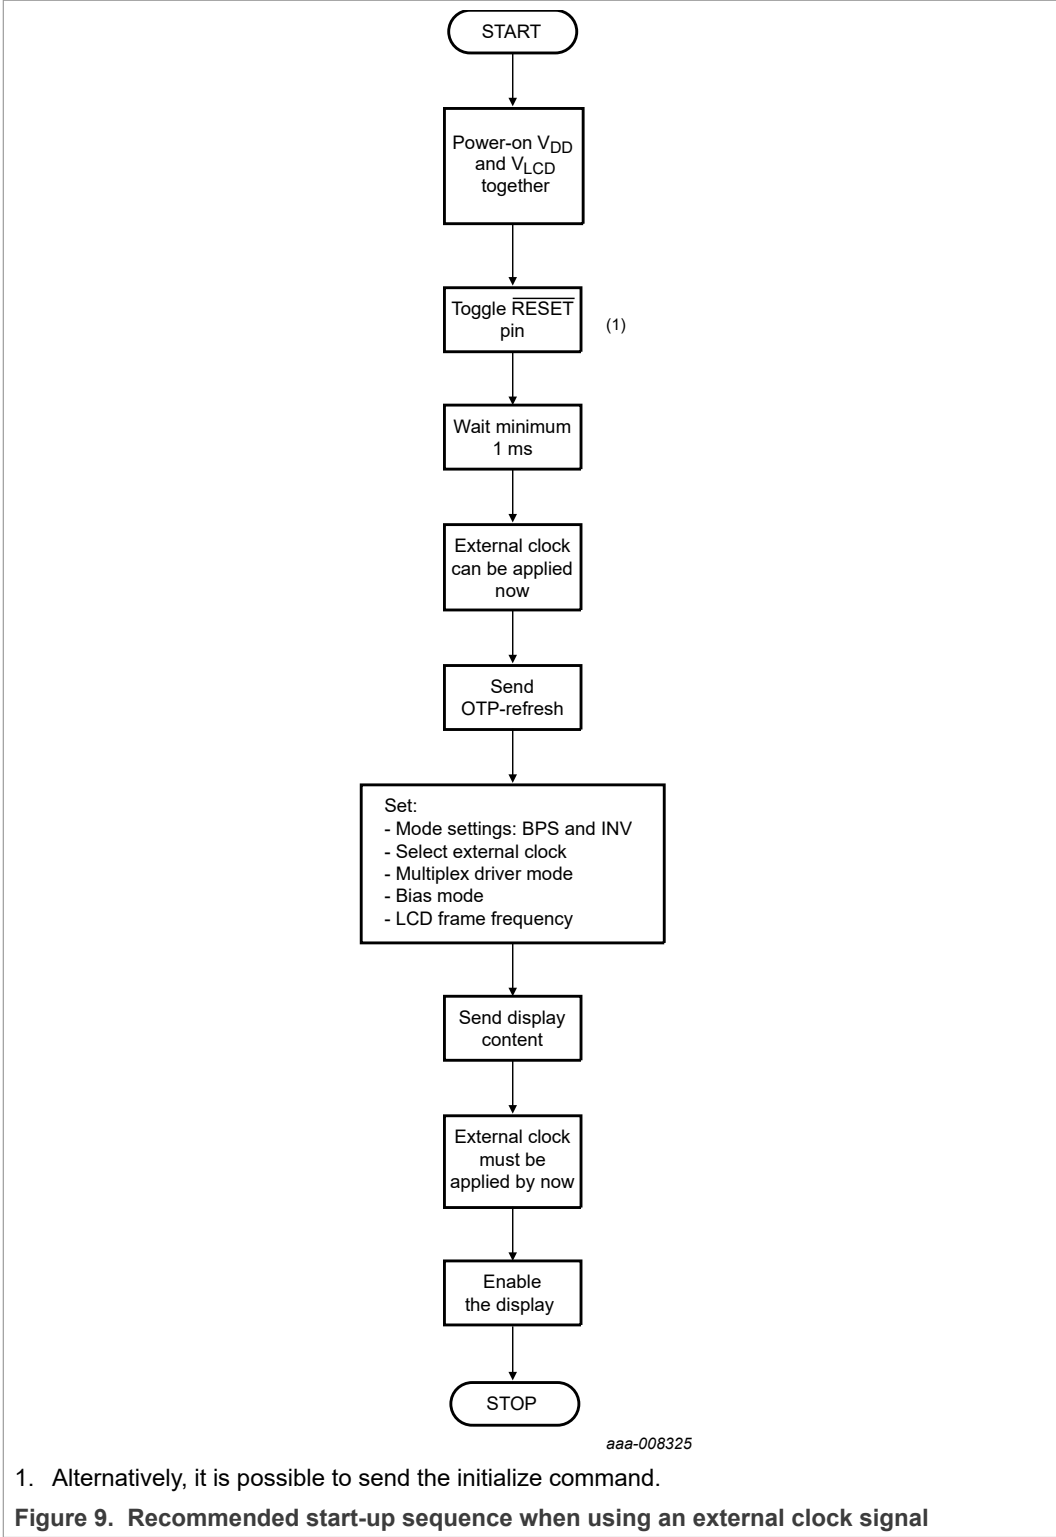 START
Power-on VDD
and VLCD
together
Toggle RESET
pin
(1)
Wait minimum
1 ms
External clock
can be applied
now
Send
OTP-refresh
Set:
- Mode settings: BPS and INV
- Select external clock
- Multiplex driver mode
- Bias mode
- LCD frame frequency
Send display
content
External clock
must be
applied by now
Enable
the display
STOP
aaa-008325
1. Alternatively, it is possible to send the initialize command.
Figure 9. Recommended start-up sequence when using an external clock signal